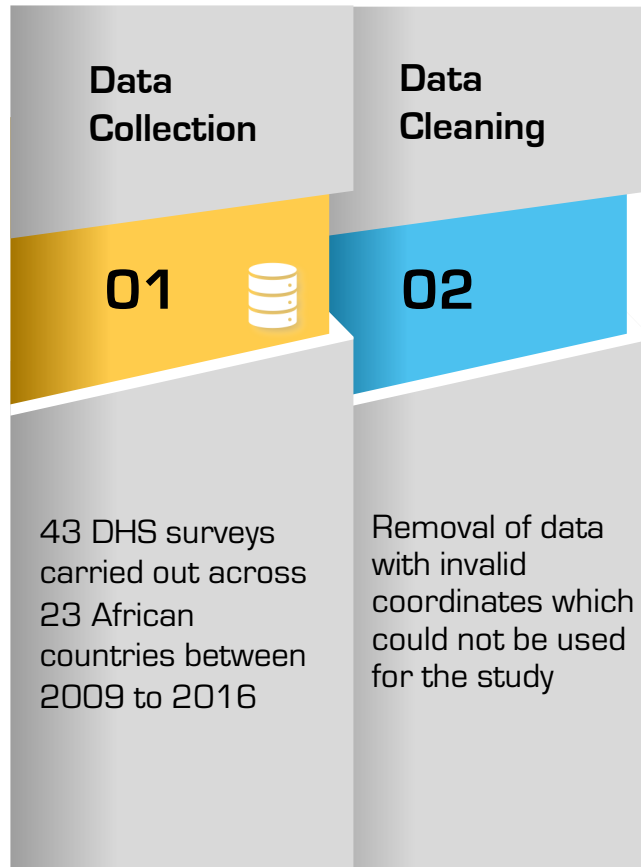 Data
Collection
01
43 DHS surveys
carried out across
23 African
countries between
2009 to 2016
Data
Cleaning
02
Removal of data
with invalid
coordinates which
could not be used
for the study